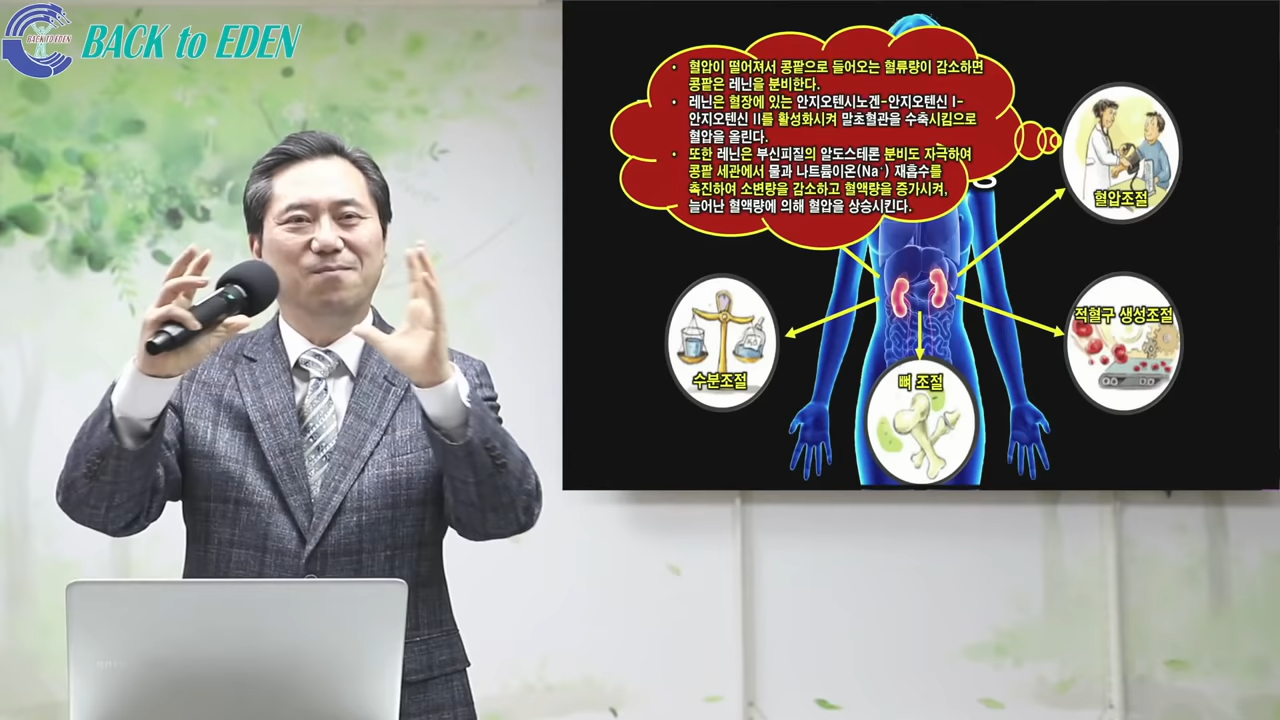 BACK TO EDEN
BACK to EDEN
• 혈압이 떨어져서 콩팥으로 들어오는 혈류량이 감소하면
콩팥은 레닌을 분비한다.
• 레닌은 혈장에 있는 안지오텐시노겐-안지오텐신 I-
안지오텐신 II를 활성화시켜 말초혈관을 수축시킴으로
혈압을 올린다.
• 또한 레닌은 부신피질의 알도스테론 분비도 자극하여
콩팥 세관에서 물과 나트륨이온(Na⁺) 재흡수를
촉진하여 소변량을 감소하고 혈액량을 증가시켜,
늘어난 혈액량에 의해 혈압을 상승시킨다.
혈압조절
수분조절
뼈 조절
적혈구 생성조절